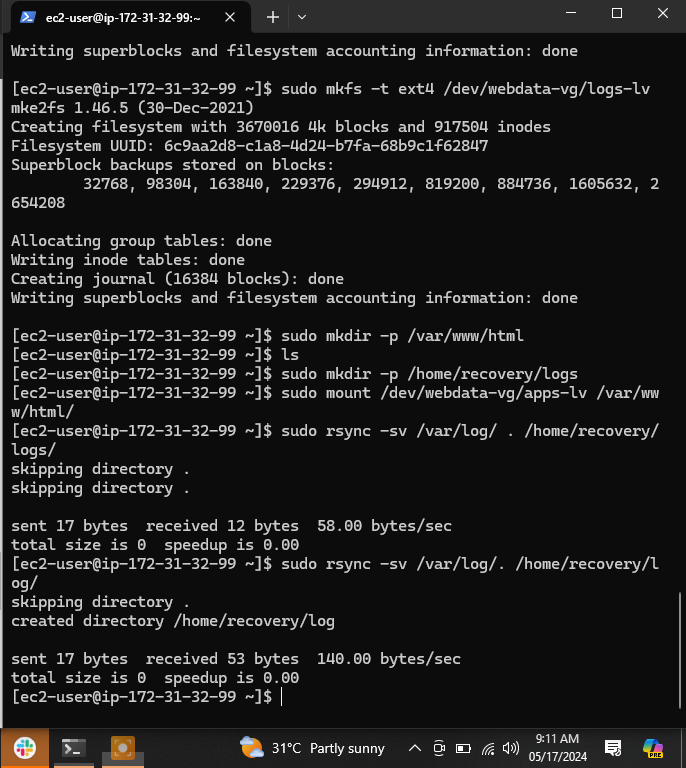 ec2-user@ip-172-31-32-99:~
Writing superblocks and filesystem accounting information: done
[ec2-user@ip-172-31-32-99 ~]$ sudo mkfs -t ext4 /dev/webdata-vg/logs-lv
mke2fs 1.46.5 (30-Dec-2021)
Creating filesystem with 3670016 4k blocks and 917504 inodes
Filesystem UUID: 6c9aa2d8-c1a8-4d24-b7fa-68b9c1f62847
Superblock backups stored on blocks:
32768, 98304, 163840, 229376, 294912, 819200, 884736, 1605632, 2
654208
Allocating group tables: done
Writing inode tables: done
Creating journal (16384 blocks): done
Writing superblocks and filesystem accounting information: done
[ec2-user@ip-172-31-32-99 ~]$ sudo mkdir -p /var/www/html
[ec2-user@ip-172-31-32-99 ~]$ ls
[ec2-user@ip-172-31-32-99 ~]$ sudo mkdir -p /home/recovery/logs
[ec2-user@ip-172-31-32-99 ~]$ sudo mount /dev/webdata-vg/apps-lv /var/ww
w/html/
[ec2-user@ip-172-31-32-99 ~]$ sudo rsync -sv /var/log/ . /home/recovery/
logs/
skipping directory .
skipping directory .
sent 17 bytes  received 12 bytes  58.00 bytes/sec
total size is 0  speedup is 0.00
[ec2-user@ip-172-31-32-99 ~]$ sudo rsync -sv /var/log/. /home/recovery/l
og/
skipping directory .
created directory /home/recovery/log
sent 17 bytes  received 53 bytes  140.00 bytes/sec
total size is 0  speedup is 0.00
[ec2-user@ip-172-31-32-99 ~]$
31°C Partly sunny
9:11 AM
05/17/2024
PRE